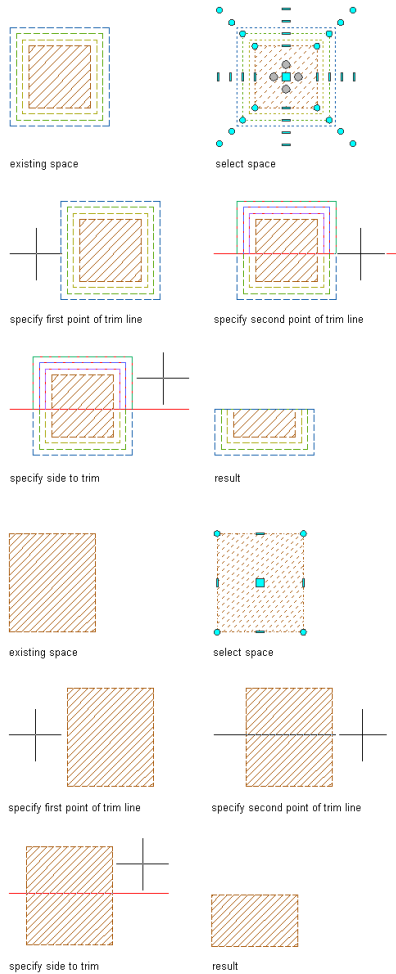 existing space
select space
specify first point of trim line
specify second point of trim line
specify side to trim
result
existing space
select space
specify first point of trim line
specify second point of trim line
specify side to trim
result